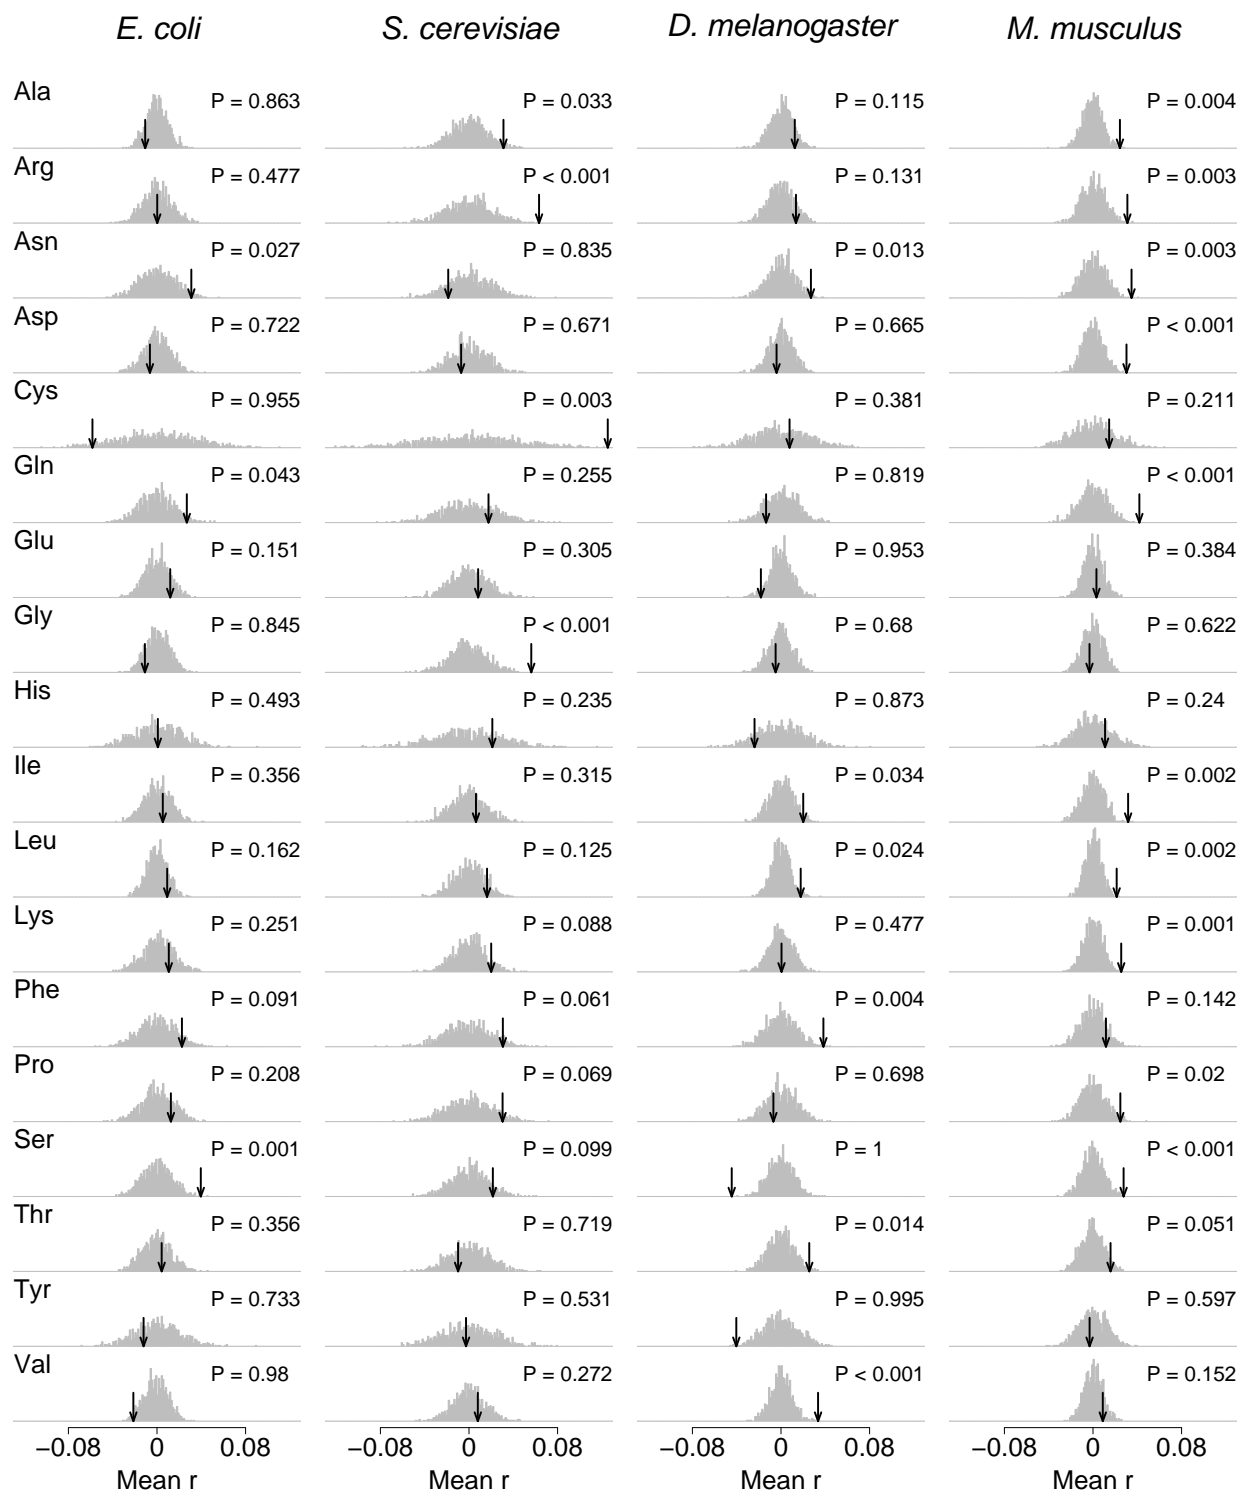 E. coli S. cerevisiae D. melanogaster M. musculus
Ala P = 0.863 P = 0.033 P = 0.115 P = 0.004
Arg P = 0.477 P < 0.001 P = 0.131 P = 0.003
Asn P = 0.027 P = 0.835 P = 0.013 P = 0.003
Asp P = 0.722 P = 0.671 P = 0.665 P < 0.001
Cys P = 0.955 P = 0.003 P = 0.381 P = 0.211
Gln P = 0.043 P = 0.255 P = 0.819 P < 0.001
Glu P = 0.151 P = 0.305 P = 0.953 P = 0.384
Gly P = 0.845 P < 0.001 P = 0.68 P = 0.622
His P = 0.493 P = 0.235 P = 0.873 P = 0.24
Ile P = 0.356 P = 0.315 P = 0.034 P = 0.002
Leu P = 0.162 P = 0.125 P = 0.024 P = 0.002
Lys P = 0.251 P = 0.088 P = 0.477 P = 0.001
Phe P = 0.091 P = 0.061 P = 0.004 P = 0.142
Pro P = 0.208 P = 0.069 P = 0.698 P = 0.02
Ser P = 0.001 P = 0.099 P = 1 P < 0.001
Thr P = 0.356 P = 0.719 P = 0.014 P = 0.051
Tyr P = 0.733 P = 0.531 P = 0.995 P = 0.597
Val P = 0.98 P = 0.272 P < 0.001 P = 0.152
−0.08 0 0.08 −0.08 0 0.08 −0.08 0 0.08 −0.08 0 0.08
Mean r Mean r Mean r Mean r